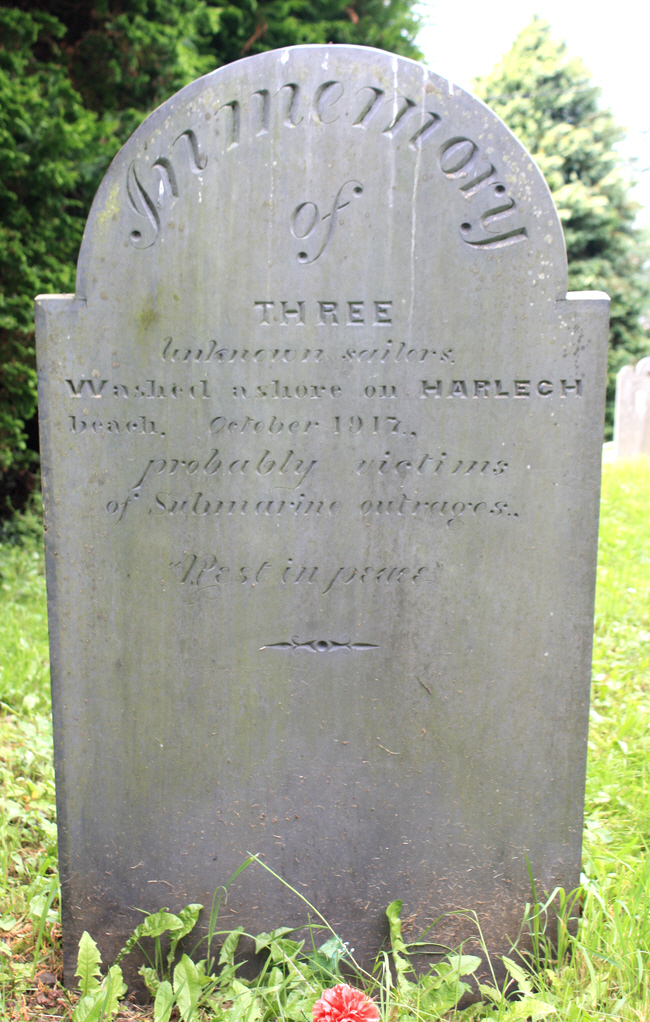 In memory
of
THREE
Unknown sailors,
Washed ashore on HARLECH
beach, October 1917.,
probably victims
of Submarine outrages.,
"Rest in peace"